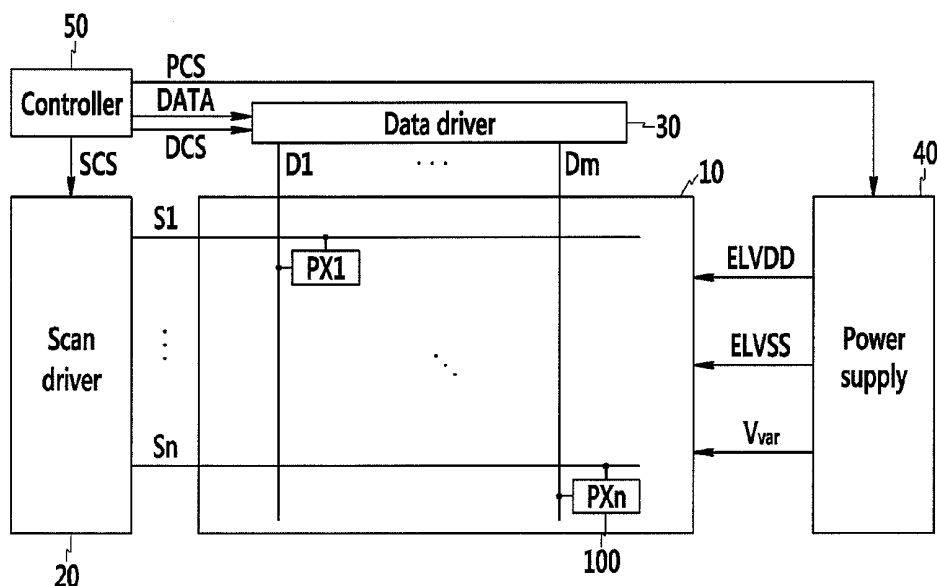 50
PCS
40
Controller
DATA
Data driver
30
DCS
SCS
D1
...
Dm
10
S1
PX1
ELVDD
Scan
driver
ELVSS
Power
supply
Vvar
Sn
PXn
20
100